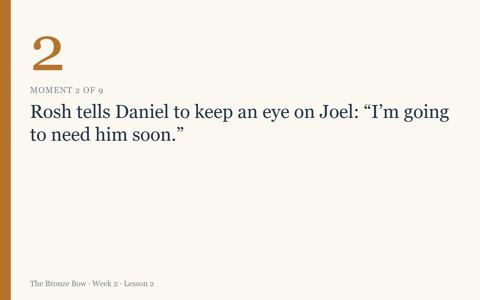 2
MOMENT 2 OF 9
Rosh tells Daniel to keep an eye on Joel: “I’m going
to need him soon.”
The Bronze Bow · Week 2 · Lesson 2